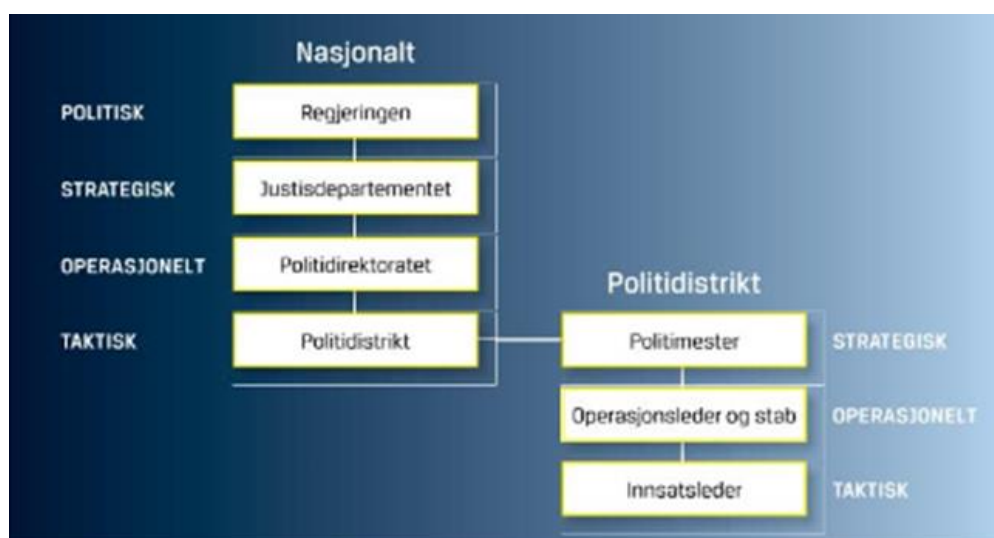 Nasjonalt
POLITISK Regjeringen
STRATEGISK Justisdepartementet
OPERASJONELT Politidirektoratet
Politidistrikt
TAKTISK Politidistrikt Politimester STRATEGISK
Operasjonsleder og stab OPERASJONELT
Innsatsleder TAKTISK